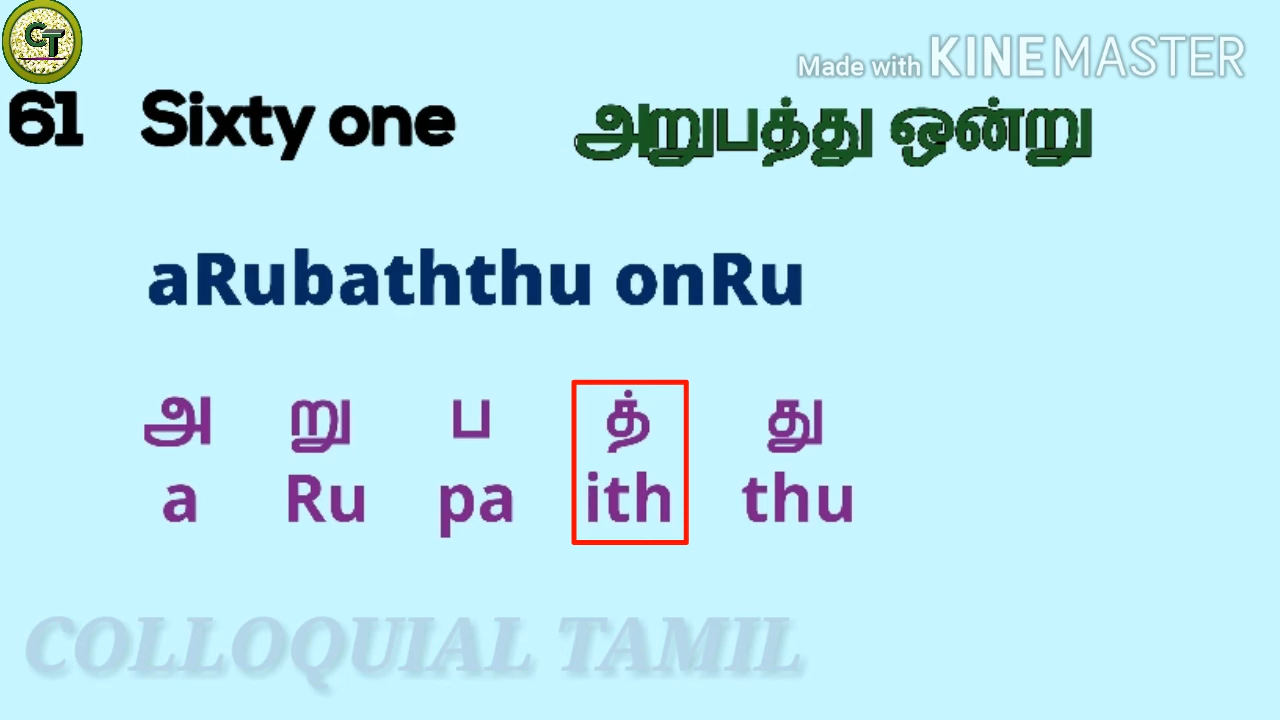 CT
Made with KINEMASTER
61 Sixty one அறுபத்து ஒன்று
aRubaththu onRu
அ று ப த் து
a Ru pa ith thu
COLLOQUIAL TAMIL